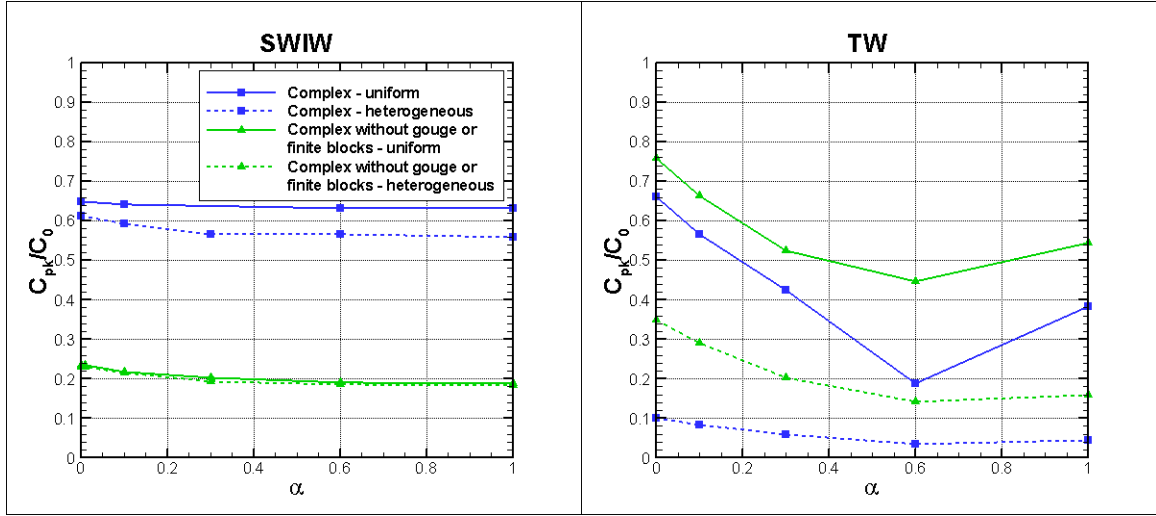 SWIW
1
0.9
0.8
0.7
0.6
0.5
0.4
0.3
0.2
0.1
0
C_pk/C_0
Complex - uniform
Complex - heterogeneous
Complex without gouge or
finite blocks - uniform
Complex without gouge or
finite blocks - heterogeneous
0 0.2 0.4 0.6 0.8 1
α
TW
1
0.9
0.8
0.7
0.6
0.5
0.4
0.3
0.2
0.1
0
C_pk/C_0
0 0.2 0.4 0.6 0.8 1
α